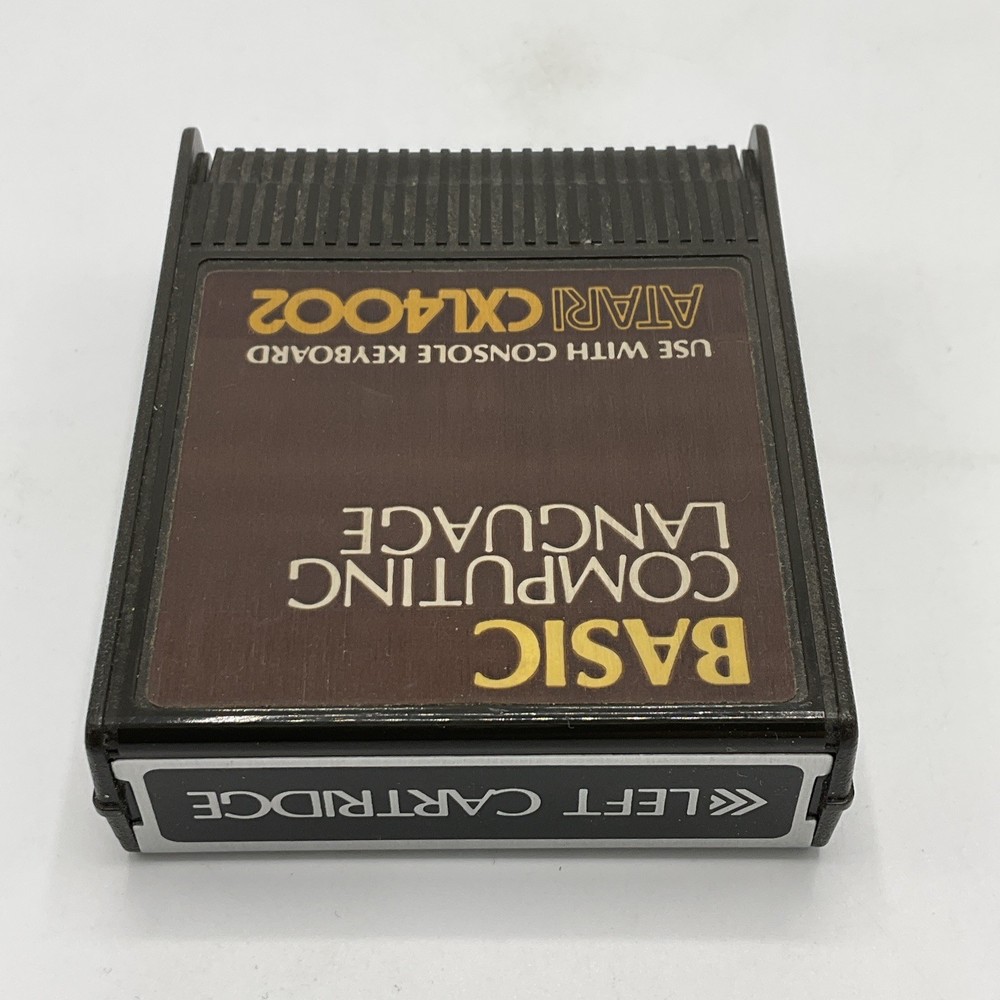 BASIC
COMPUTING
LANGUAGE
USE WITH CONSOLE KEYBOARD
ATARI CXL4002
LEFT CARTRIDGE